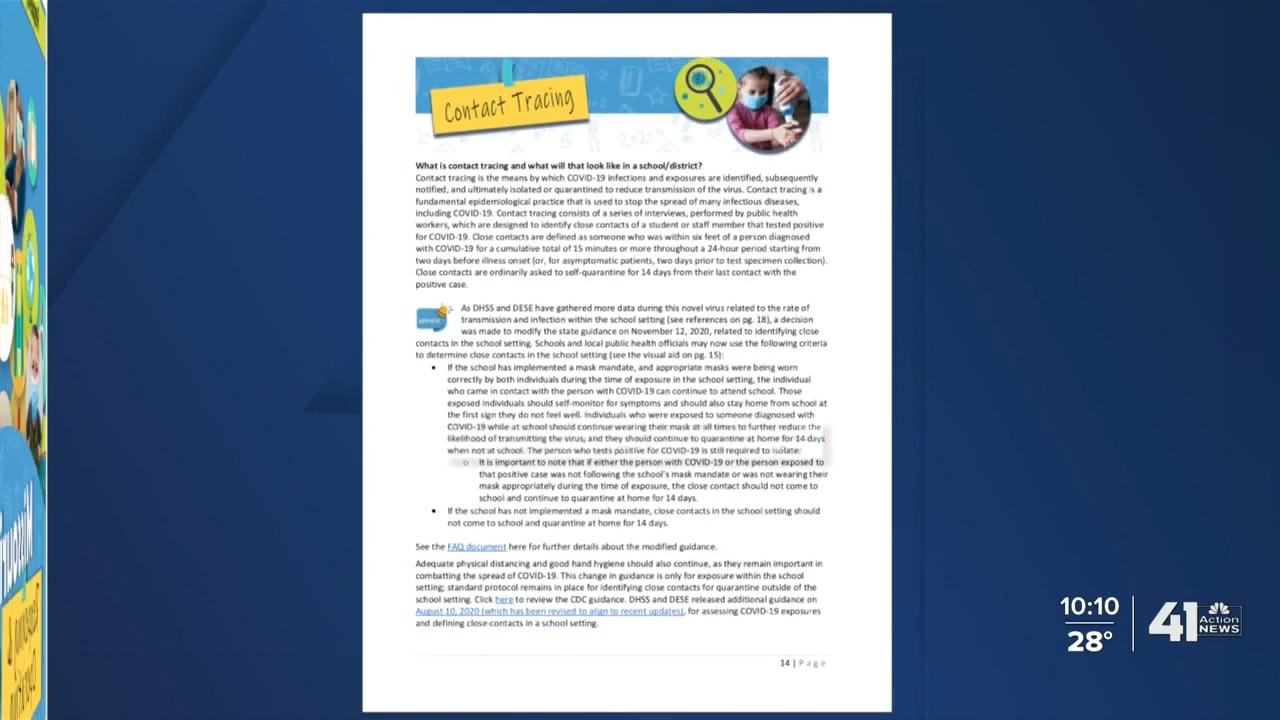 Contact Tracing
What is contact tracing and what will that look like in a school/district?
Contact tracing is the means by which COVID-19 infections and exposures are identified, subsequently
notified, and ultimately isolated or quarantined to reduce transmission of the virus. Contact tracing is a
fundamental epidemiological practice that is used to stop the spread of many infectious diseases,
including COVID-19. Contact tracing consists of a series of interviews, performed by public health
workers, which are designed to identify close contacts of a student or staff member that tested positive
for COVID-19. Close contacts are defined as someone who was within six feet of a person diagnosed
with COVID-19 for a cumulative total of 15 minutes or more throughout a 24-hour period starting from
two days before illness onset (or, for asymptomatic patients, two days prior to test specimen collection).
Close contacts are ordinarily asked to self-quarantine for 14 days from their last contact with the
positive case.
UPDATE
As DHSS and DESE have gathered more data during this novel virus related to the rate of
transmission and infection within the school setting (see references on pg. 18), a decision
was made to modify the state guidance on November 12, 2020, related to identifying close
contacts in the school setting. Schools and local public health officials may now use the following criteria
to determine close contacts in the school setting (see the visual aid on pg. 15):
• If the school has implemented a mask mandate, and appropriate masks were being worn
correctly by both individuals during the time of exposure in the school setting, the individual
who came in contact with the person with COVID-19 can continue to attend school. Those
exposed individuals should self-monitor for symptoms and should also stay home from school at
the first sign they do not feel well. Individuals who were exposed to someone diagnosed with
COVID-19 while at school should continue wearing their mask at all times to further reduce the
likelihood of transmitting the virus, and they should continue to quarantine at home for 14 days
when not at school. The person who tests positive for COVID-19 is still required to isolate.
o It is important to note that if either the person with COVID-19 or the person exposed to
that positive case was not following the school's mask mandate or was not wearing their
mask appropriately during the time of exposure, the close contact should not come to
school and continue to quarantine at home for 14 days.
• If the school has not implemented a mask mandate, close contacts in the school setting should
not come to school and quarantine at home for 14 days.
See the FAQ document here for further details about the modified guidance.
Adequate physical distancing and good hand hygiene should also continue, as they remain important in
combatting the spread of COVID-19. This change in guidance is only for exposure within the school
setting; standard protocol remains in place for identifying close contacts for quarantine outside of the
school setting. Click here to review the CDC guidance. DHSS and DESE released additional guidance on
August 10, 2020 (which has been revised to align to recent updates), for assessing COVID-19 exposures
and defining close-contacts in a school setting.
14 | Page
10:10
28°
41 Action
NEWS